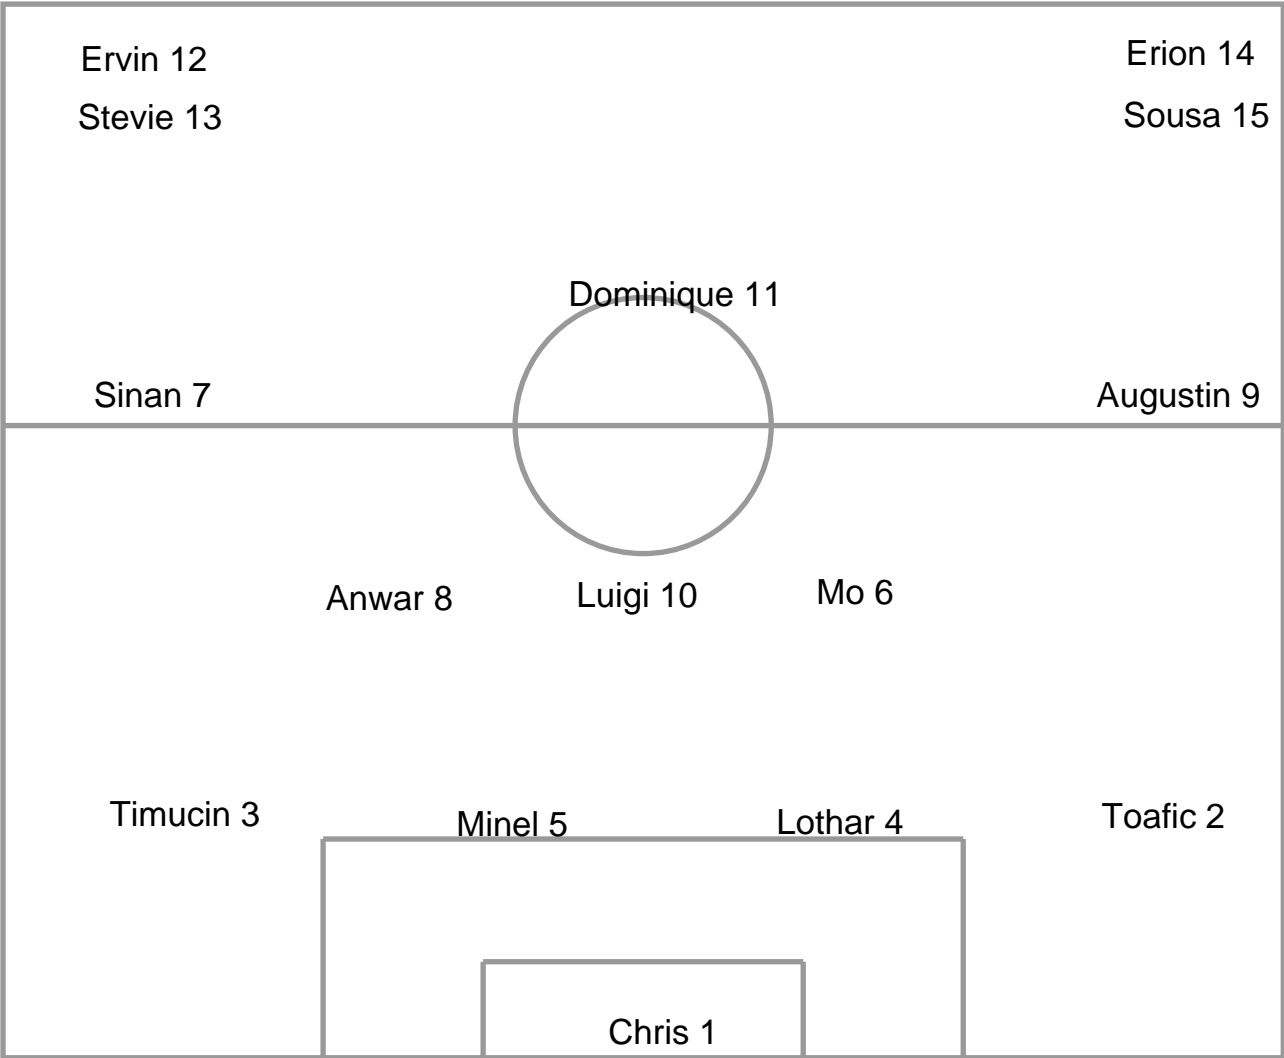 Ervin 12
Erion 14
Stevie 13
Sousa 15
Dominique 11
Sinan 7
Augustin 9
Anwar 8
Luigi 10
Mo 6
Timucin 3
Minel 5
Lothar 4
Toafic 2
Chris 1